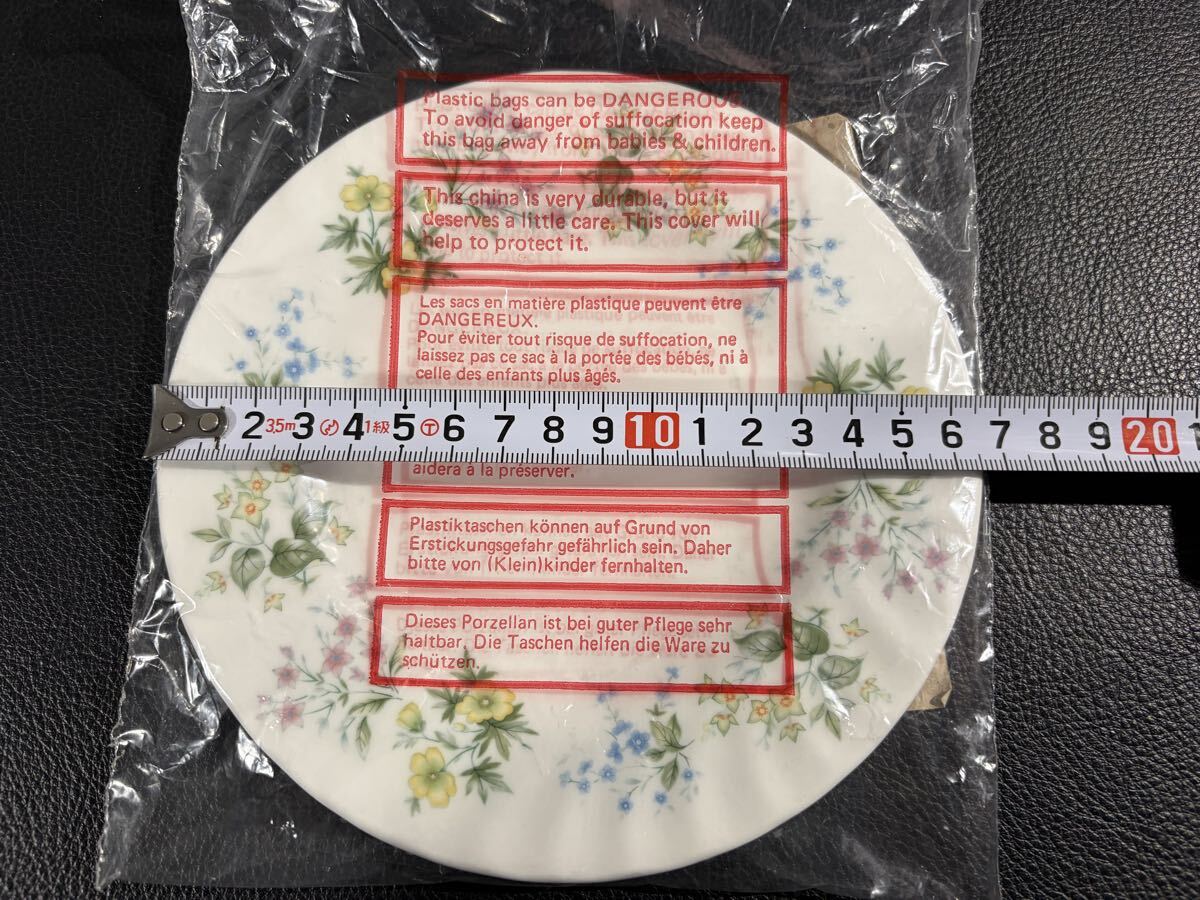 Plastic bags can be DANGEROUS
To avoid danger of suffocation keep
this bag away from babies & children.
This china is very durable, but it
deserves a little care. This cover will
help to protect it.
Les sacs en matière plastique peuvent être
DANGEREUX.
Pour éviter tout risque de suffocation, ne
laissez pas ce sac à la portée des bébés, ni à
celle des enfants plus âgés.
2 3,5m 3 4 1級 5 T 6 7 8 9 10 1 2 3 4 5 6 7 8 9 20 1
aidera à la préserver.
Plastiktaschen können auf Grund von
Erstickungsgefahr gefährlich sein. Daher
bitte von (Klein)kinder fernhalten.
Dieses Porzellan ist bei guter Pflege sehr
haltbar. Die Taschen helfen die Ware zu
schützen.